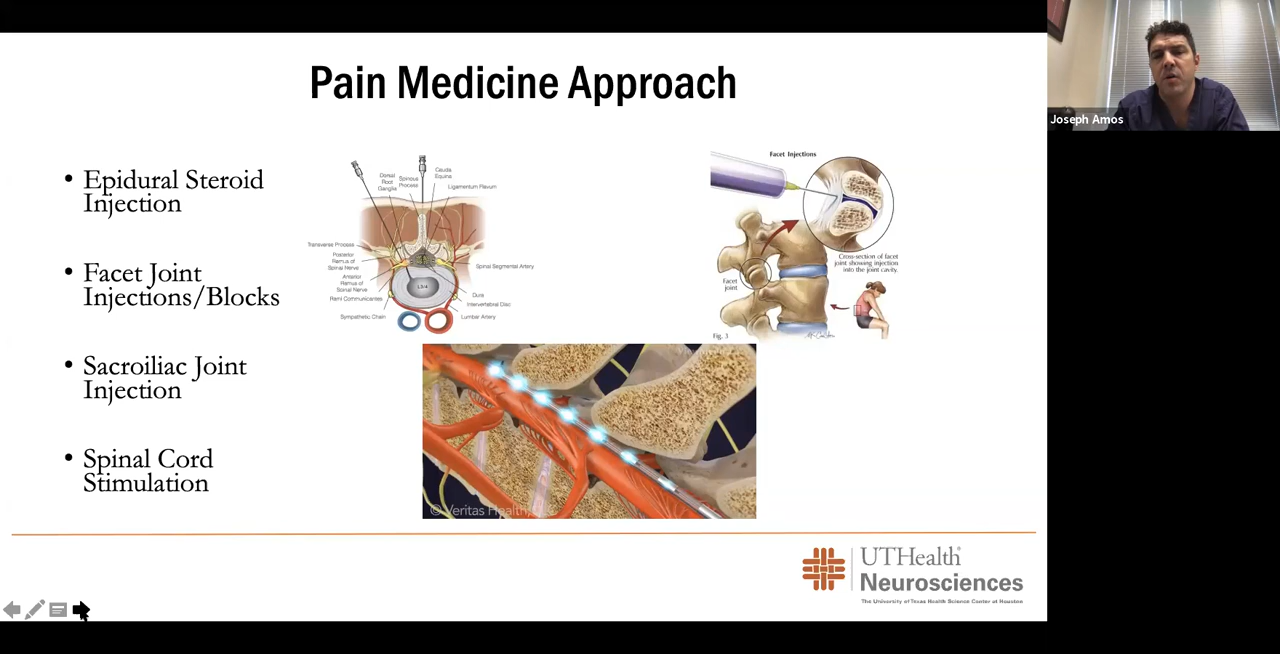 Pain Medicine Approach
Joseph Amos
• Epidural Steroid
Injection
• Facet Joint
Injections/Blocks
• Sacroiliac Joint
Injection
• Spinal Cord
Stimulation
Dorsal
Root
Ganglia
Spinous
Process
Cauda
Equina
Ligamentum Flavum
Transverse Process
Posterior
Ramus of
Spinal Nerve
Anterior
Ramus of
Spinal Nerve
Rami Communicantes
Sympathetic Chain
L3/4
Spinal Segmental Artery
Dura
Intervertebral Disc
Lumbar Artery
Facet Injections
Cross-section of facet
joint showing injection
into the joint cavity.
Facet
joint
Fig. 3
© Veritas Health
UTHealth®
Neurosciences
The University of Texas Health Science Center at Houston